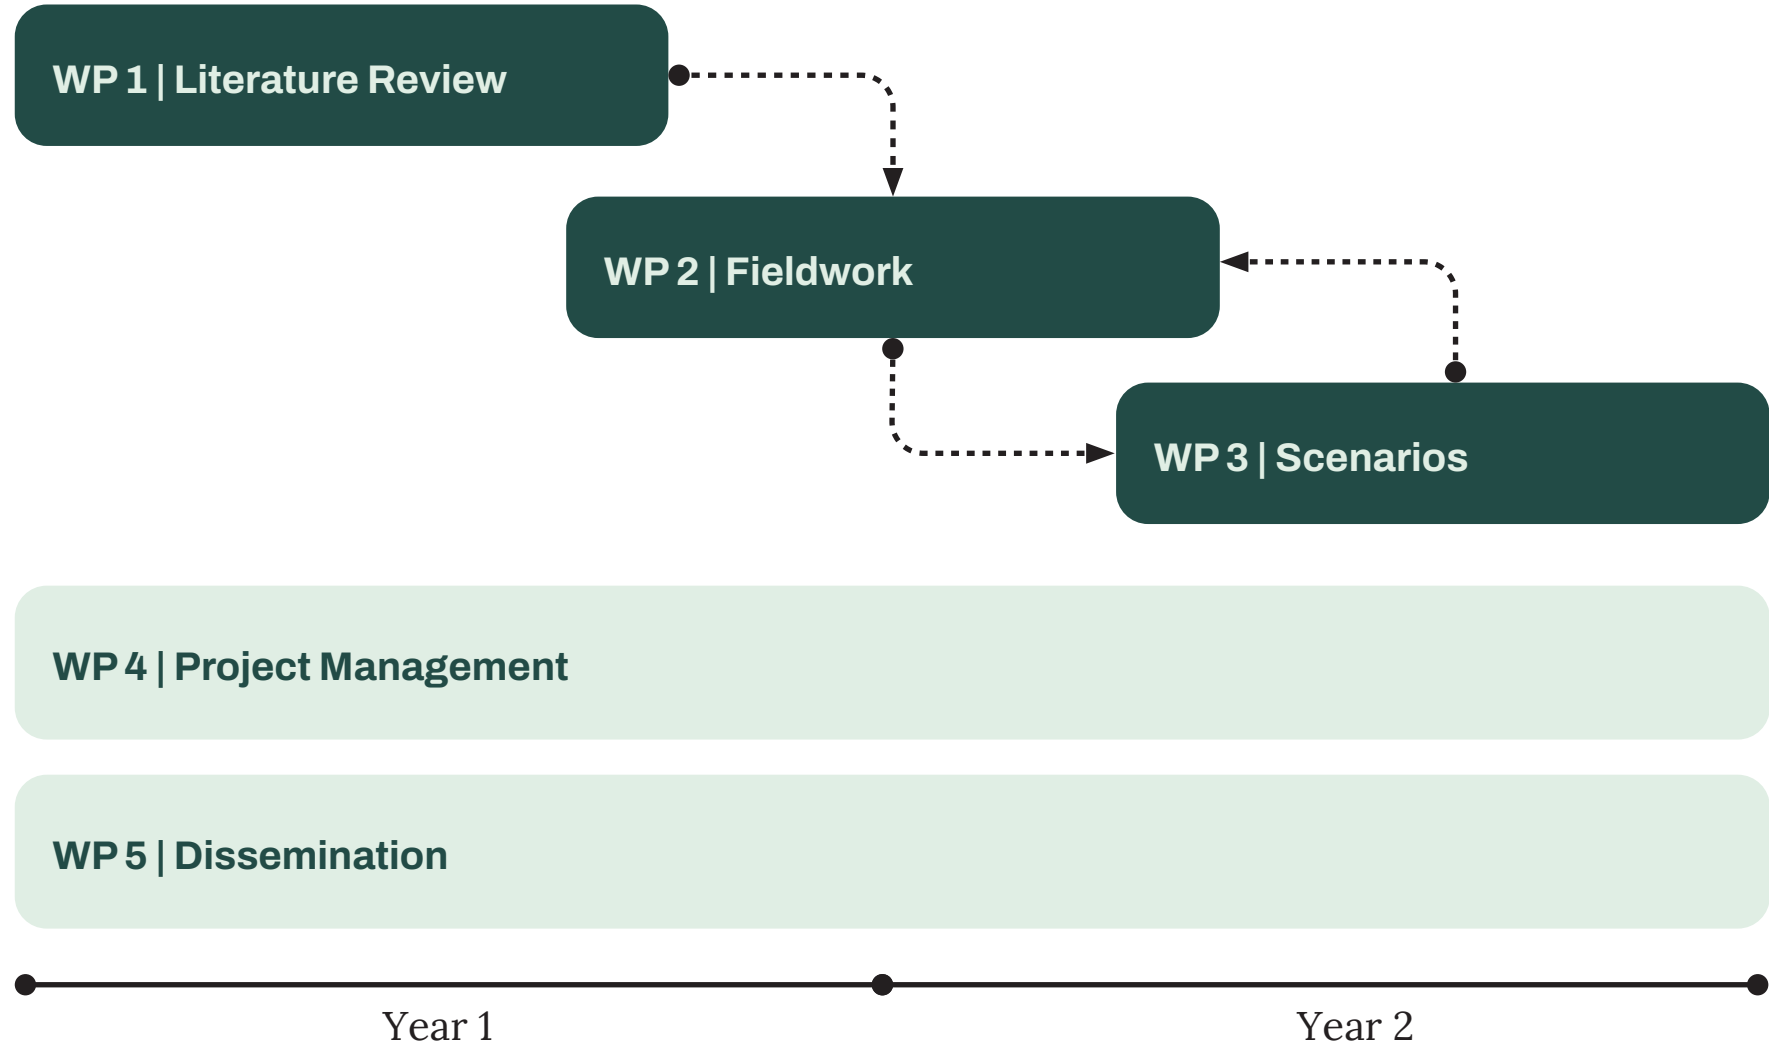 WP 1 | Literature Review
WP 2 | Fieldwork
WP 3 | Scenarios
WP 4 | Project Management
WP 5 | Dissemination
Year 1
Year 2